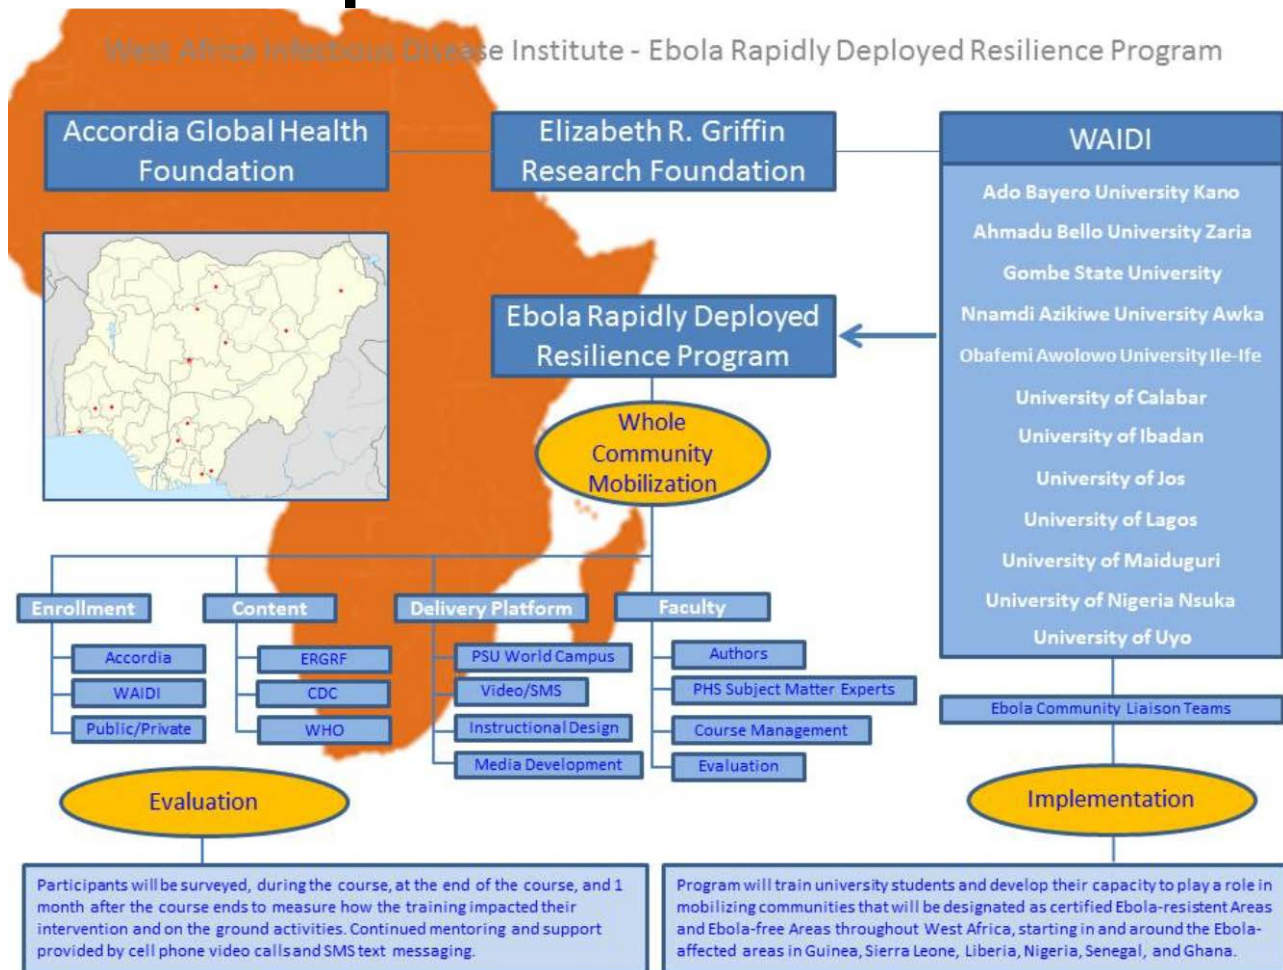 West Africa Infectious Disease Institute - Ebola Rapidly Deployed Resilience Program
Accordia Global Health
Foundation
Elizabeth R. Griffin
Research Foundation
WAIDI
Ado Bayero University Kano
Ahmadu Bello University Zaria
Gombe State University
Nnamdi Azikiwe University Awka
Obafemi Awolowo University Ile-Ife
University of Calabar
University of Ibadan
University of Jos
University of Lagos
University of Maiduguri
University of Nigeria Nsuka
University of Uyo
Ebola Rapidly Deployed
Resilience Program
Whole
Community
Mobilization
Enrollment
Accordia
WAIDI
Public/Private
Content
ERGRF
CDC
WHO
Delivery Platform
PSU World Campus
Video/SMS
Instructional Design
Media Development
Faculty
Authors
PHS Subject Matter Experts
Course Management
Evaluation
Ebola Community Liaison Teams
Evaluation
Implementation
Participants will be surveyed, during the course, at the end of the course, and 1
month after the course ends to measure how the training impacted their
intervention and on the ground activities. Continued mentoring and support
provided by cell phone video calls and SMS text messaging.
Program will train university students and develop their capacity to play a role in
mobilizing communities that will be designated as certified Ebola-resistent Areas
and Ebola-free Areas throughout West Africa, starting in and around the Ebola-
affected areas in Guinea, Sierra Leone, Liberia, Nigeria, Senegal, and Ghana.